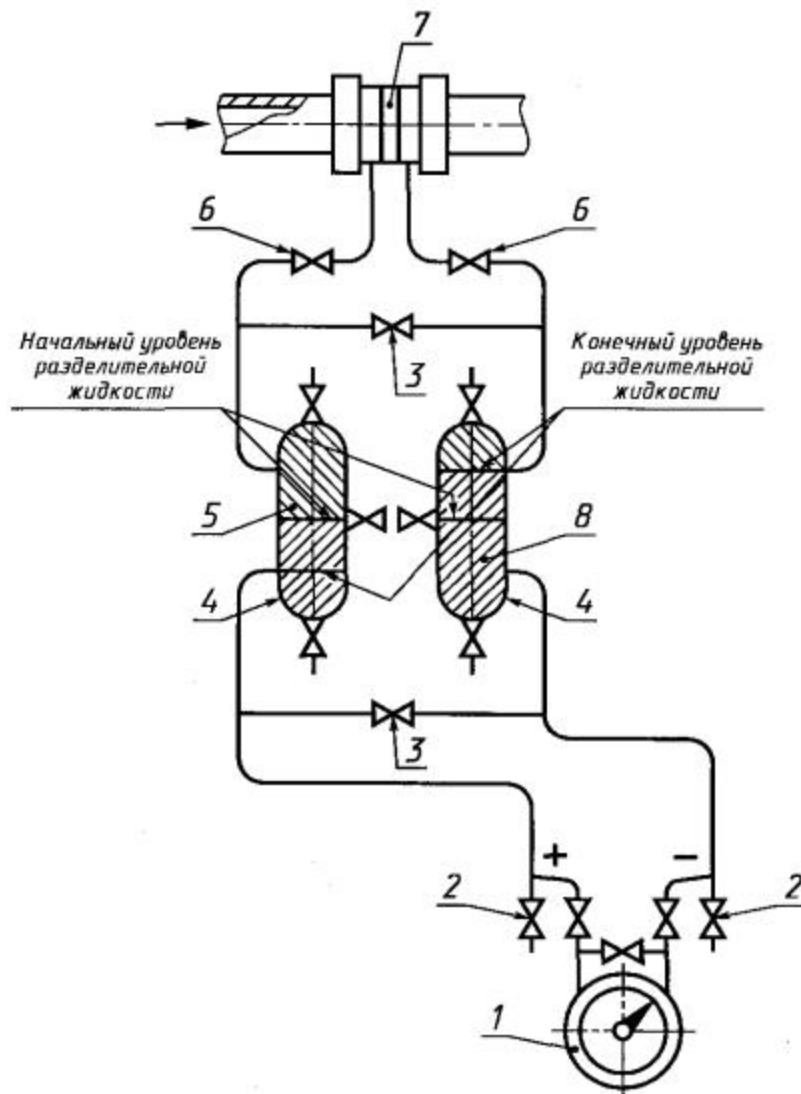 7
6
6
Начальный уровень
разделительной
жидкости
3
Конечный уровень
разделительной
жидкости
5
8
4
4
3
+
−
2
2
1